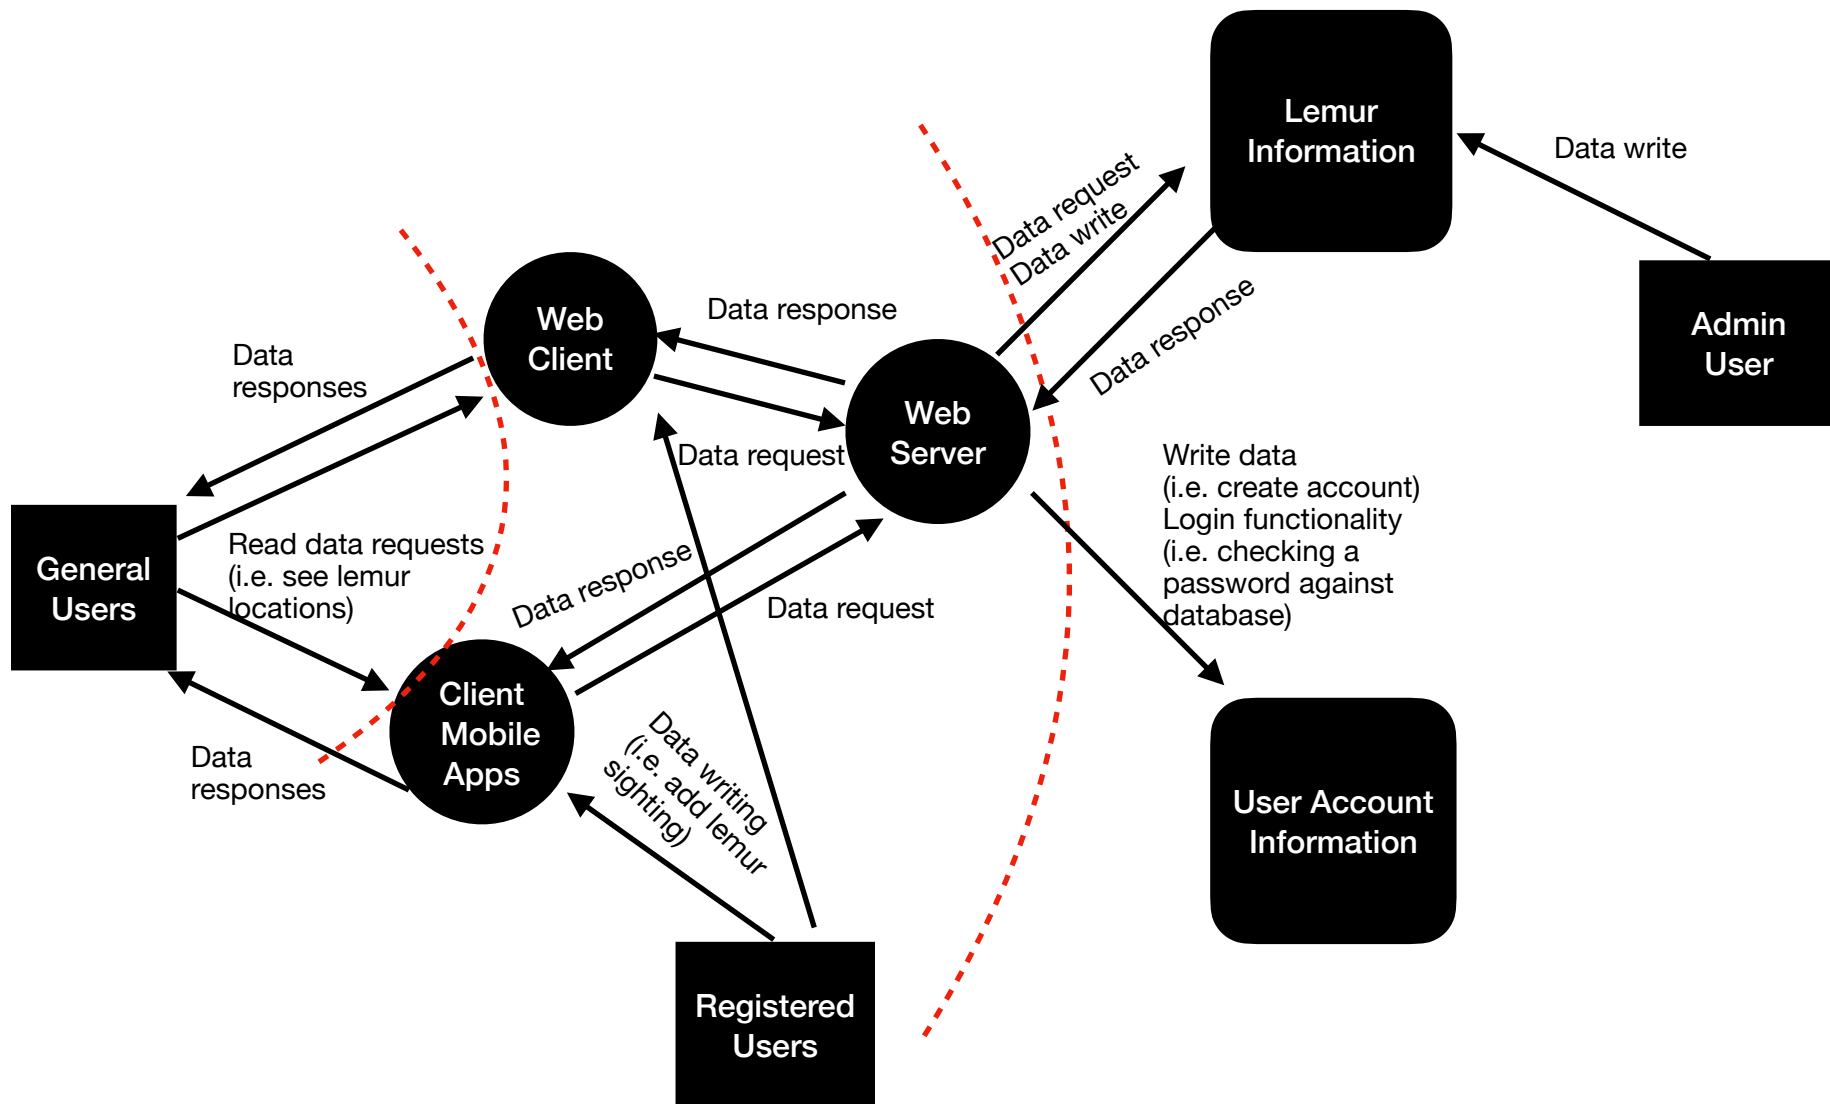 Lemur
Information
Data write
Admin
User
Data request
Data write
Data response
Web
Client
Data response
Data
responses
Web
Server
Data request
Write data
(i.e. create account)
Login functionality
(i.e. checking a
password against
database)
General
Users
Read data requests
(i.e. see lemur
locations)
Data response
Data request
Client
Mobile
Apps
Data
responses
Data writing
(i.e. add lemur
sighting)
User Account
Information
Registered
Users